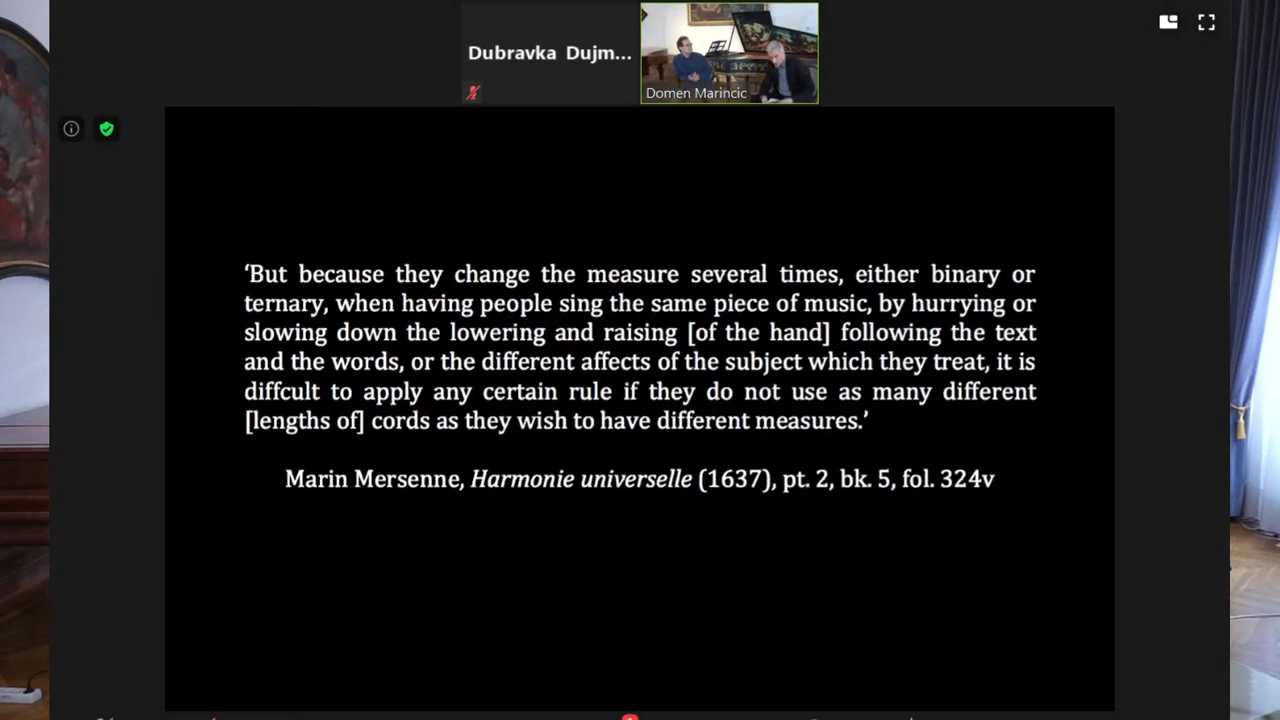 Dubravka Dujm...
Domen Marincic
‘But because they change the measure several times, either binary or
ternary, when having people sing the same piece of music, by hurrying or
slowing down the lowering and raising [of the hand] following the text
and the words, or the different affects of the subject which they treat, it is
diffcult to apply any certain rule if they do not use as many different
[lengths of] cords as they wish to have different measures.’
Marin Mersenne, Harmonie universelle (1637), pt. 2, bk. 5, fol. 324v